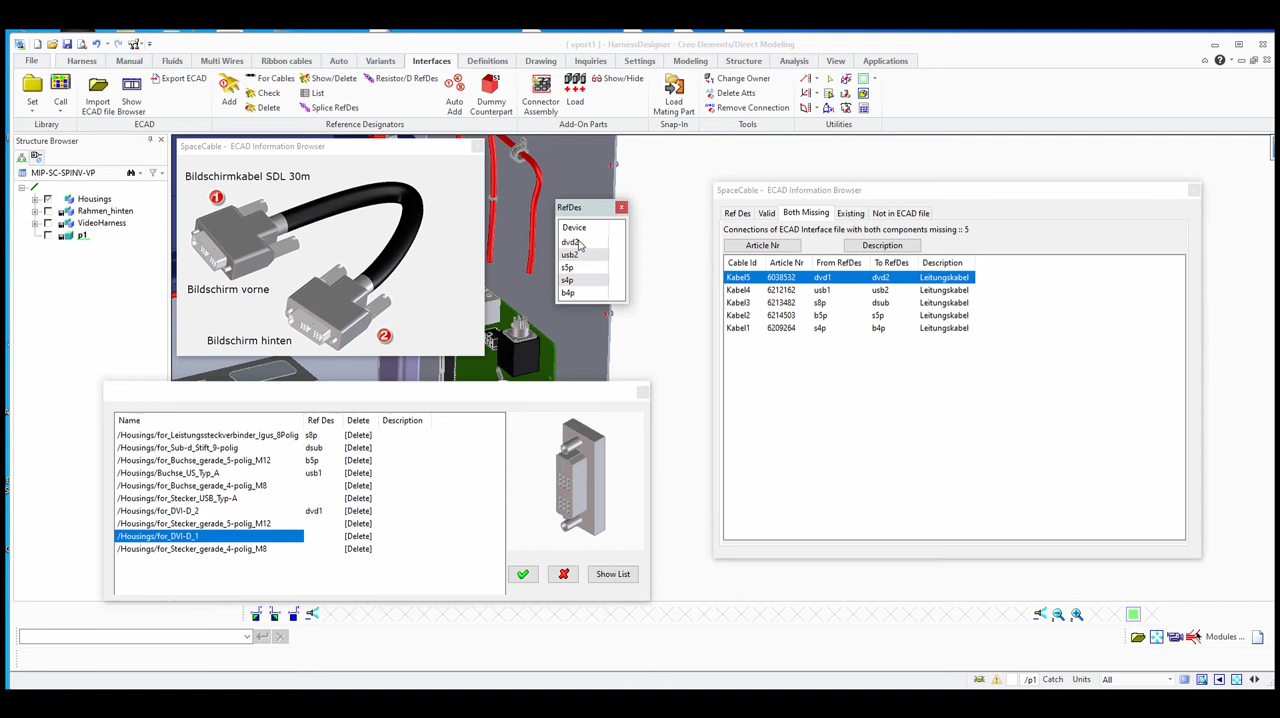 [ vport1 ] - HarnessDesigner - Creo Elements/Direct Modeling
File Harness Manual Fluids Multi Wires Ribbon cables Auto Variants Interfaces Definitions Drawing Inquiries Settings Modeling Structure Analysis View Applications
Export ECAD For Cables Show/Delete Resistor/D RefDes Show/Hide Change Owner
Check List Delete Atts
Set Call Import ECAD file Show Browser Add Delete Splice RefDes Auto Add Dummy Counterpart Connector Assembly Load Load Mating Part Remove Connection
Library ECAD Reference Designators Add-On Parts Snap-In Tools Utilities
Structure Browser
MIP-SC-SPINV-VP
Housings
Rahmen_hinten
VideoHarness
p1
SpaceCable - ECAD Information Browser
Bildschirmkabel SDL 30m
1
Bildschirm vorne
Bildschirm hinten
2
RefDes
Device
dvd2
usb2
s5p
s4p
b4p
SpaceCable - ECAD Information Browser
Ref Des Valid Both Missing Existing Not in ECAD file
Connections of ECAD Interface file with both components missing :: 5
Article Nr Description
Cable Id Article Nr From RefDes To RefDes Description
Kabel5 6038532 dvd1 dvd2 Leitungskabel
Kabel4 6212162 usb1 usb2 Leitungskabel
Kabel3 6213482 s8p dsub Leitungskabel
Kabel2 6214503 b5p s5p Leitungskabel
Kabel1 6209264 s4p b4p Leitungskabel
Name Ref Des Delete Description
/Housings/for_Leistungssteckverbinder_Igus_8Polig s8p [Delete]
/Housings/for_Sub-d_Stift_9-polig dsub [Delete]
/Housings/for_Buchse_gerade_5-polig_M12 b5p [Delete]
/Housings/Buchse_US_Typ_A usb1 [Delete]
/Housings/for_Buchse_gerade_4-polig_M8 [Delete]
/Housings/for_Stecker_USB_Typ-A [Delete]
/Housings/for_DVI-D_2 dvd1 [Delete]
/Housings/for_Stecker_gerade_5-polig_M12 [Delete]
/Housings/for_DVI-D_1 [Delete]
/Housings/for_Stecker_gerade_4-polig_M8 [Delete]
Show List
Modules ...
/p1 Catch Units All